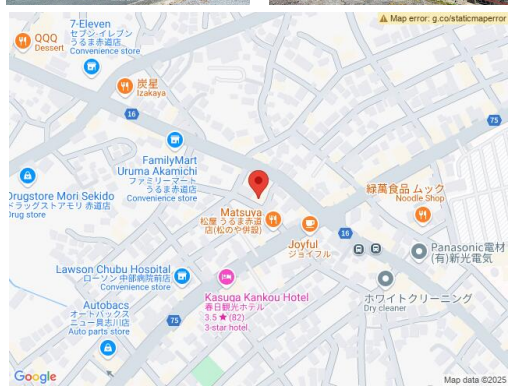 Map error: g.co/staticmaperror
7-Eleven
セブン-イレブン
うるま赤道店
Convenience store
QQQ
Dessert
炭星
Izakaya
16
75
FamilyMart
Uruma Akamichi
ファミリーマート
うるま赤道店
Convenience store
Drugstore Mori Sekido
ドラッグストアモリ 赤道店
Drug store
緑萬食品 ムック
Noodle Shop
Matsuya
松屋 うるま赤道
店(松のや併設)
Joyful
ジョイフル
16
Panasonic電材
(有)新光電気
Lawson Chubu Hospital
ローソン 中部病院前店
Convenience store
Kasuga Kankou Hotel
春日観光ホテル
3.5 ★ (82)
3-star hotel
ホワイトクリーニング
Dry cleaner
Autobacs
オートバックス
ニュー具志川店
Auto parts store
75
Google
Map data ©2025